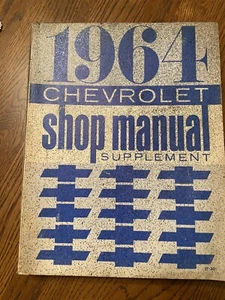 1964
CHEVROLET
shop manual
SUPPLEMENT